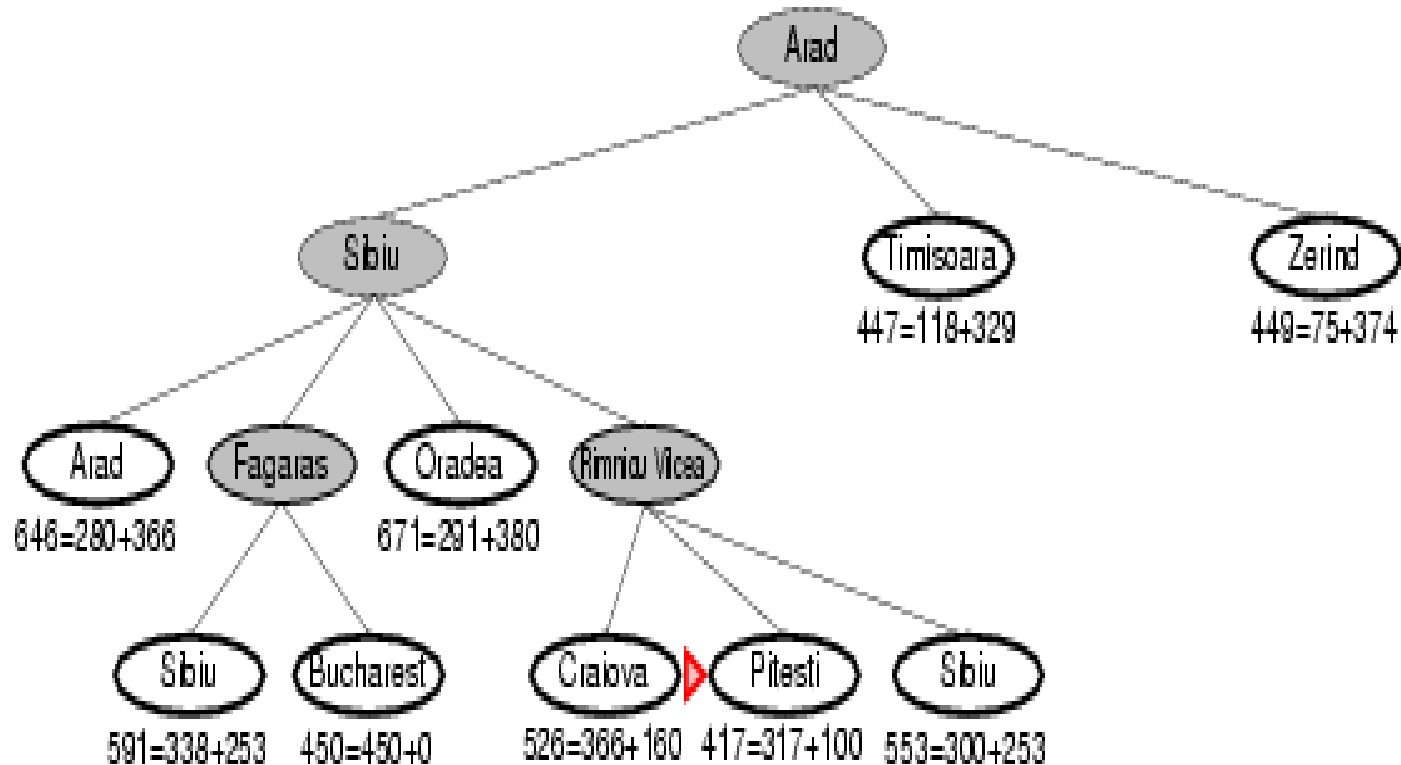 Arad
Sibiu
Timisoara
Zerind
447=118+329
449=75+374
Arad
Fagaras
Oradea
Rimnicu Vilcea
646=280+366
671=291+380
Sibiu
Bucharest
Craiova
Pitesti
Sibiu
591=338+253
450=450+0
526=366+160
417=317+100
553=300+253